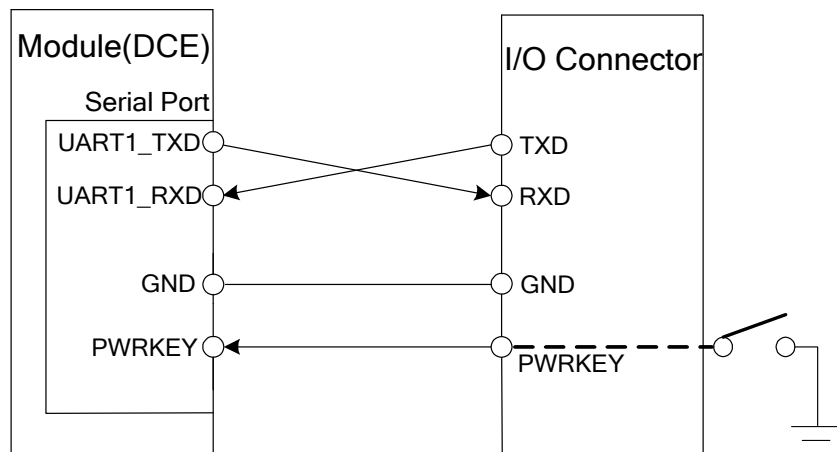 Module(DCE)
I/O Connector
Serial Port
UART1_TXD
TXD
UART1_RXD
RXD
GND
GND
PWRKEY
PWRKEY